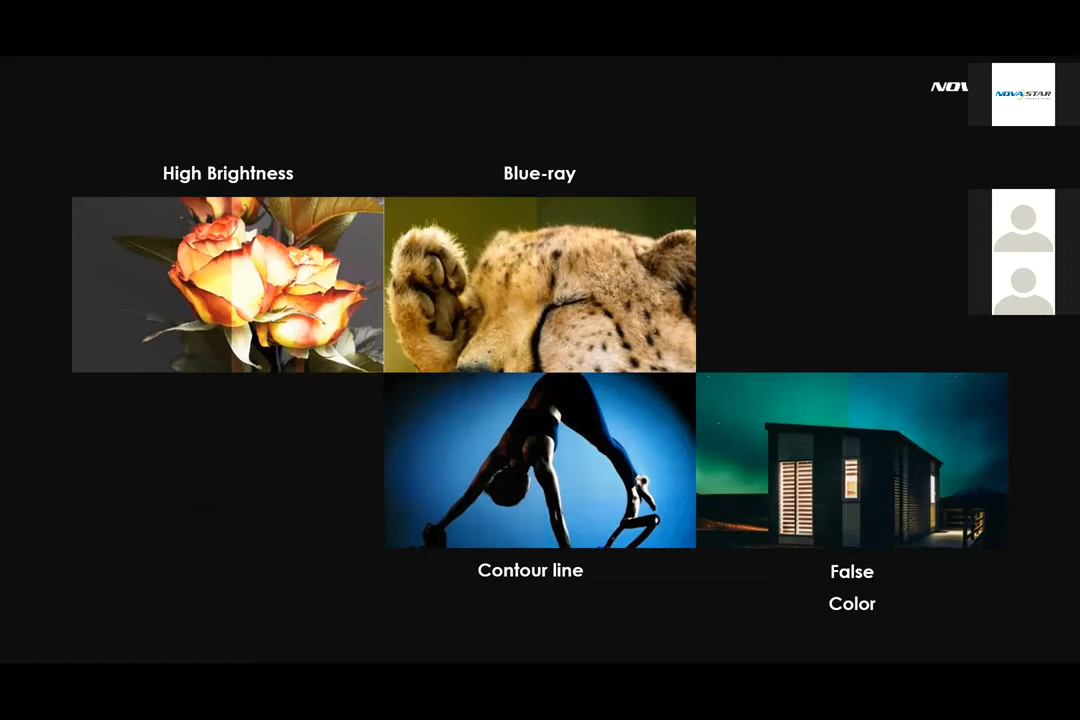 NOVASTAR
High Brightness
Blue-ray
Contour line
False
Color